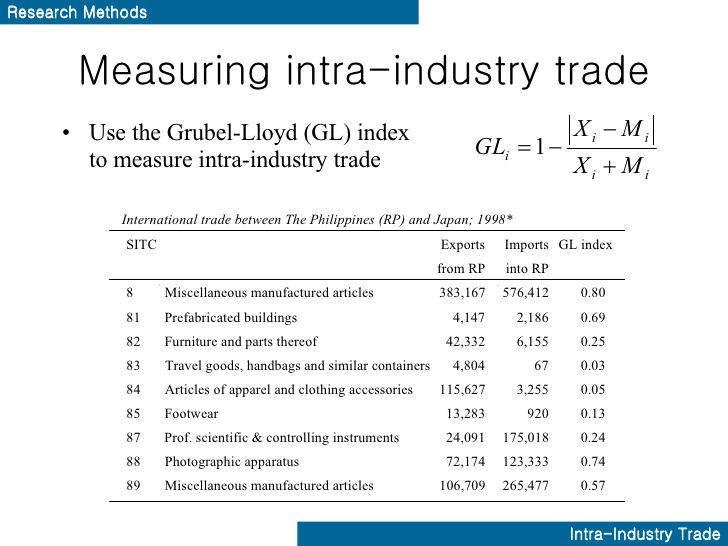 Research Methods
Measuring intra-industry trade
• Use the Grubel-Lloyd (GL) index
to measure intra-industry trade
GLᵢ = 1 − |Xᵢ − Mᵢ| / (Xᵢ + Mᵢ)
International trade between The Philippines (RP) and Japan; 1998*
SITC Exports Imports GL index
from RP into RP
8 Miscellaneous manufactured articles 383,167 576,412 0.80
81 Prefabricated buildings 4,147 2,186 0.69
82 Furniture and parts thereof 42,332 6,155 0.25
83 Travel goods, handbags and similar containers 4,804 67 0.03
84 Articles of apparel and clothing accessories 115,627 3,255 0.05
85 Footwear 13,283 920 0.13
87 Prof. scientific & controlling instruments 24,091 175,018 0.24
88 Photographic apparatus 72,174 123,333 0.74
89 Miscellaneous manufactured articles 106,709 265,477 0.57
Intra-Industry Trade